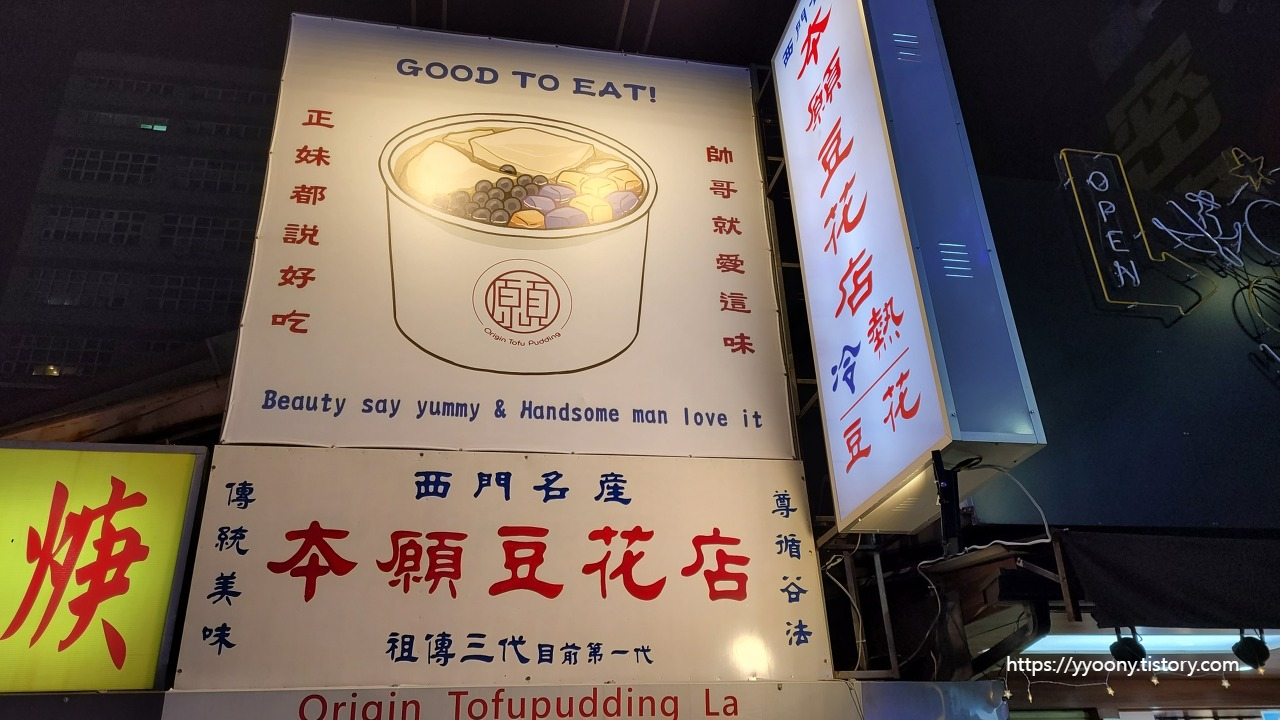 GOOD TO EAT!
正妹都說好吃
帥哥就愛這味
願
Origin Tofu Pudding
Beauty say yummy & Handsome man love it
西門名産
傳統美味
本願豆花店
尊循谷法
祖傳三代目前第一代
Origin Tofupudding La
西門
本願豆花店
冷熱
豆花
OPEN
https://yyoony.tistory.com